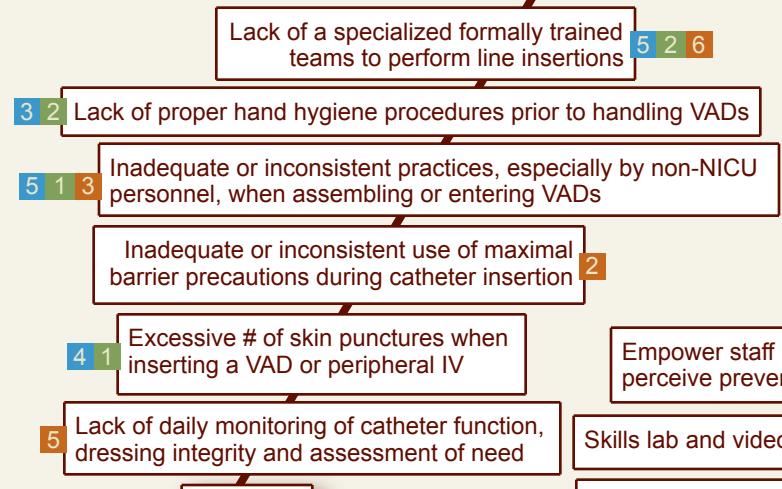 Lack of a specialized formally trained
teams to perform line insertions
5 2 6
3 2
Lack of proper hand hygiene procedures prior to handling VADs
5 1 3
Inadequate or inconsistent practices, especially by non-NICU
personnel, when assembling or entering VADs
Inadequate or inconsistent use of maximal
barrier precautions during catheter insertion
2
4 1
Excessive # of skin punctures when
inserting a VAD or peripheral IV
Empower staff
perceive
5
Lack of daily monitoring of catheter function,
dressing integrity and assessment of need
Skills lab and